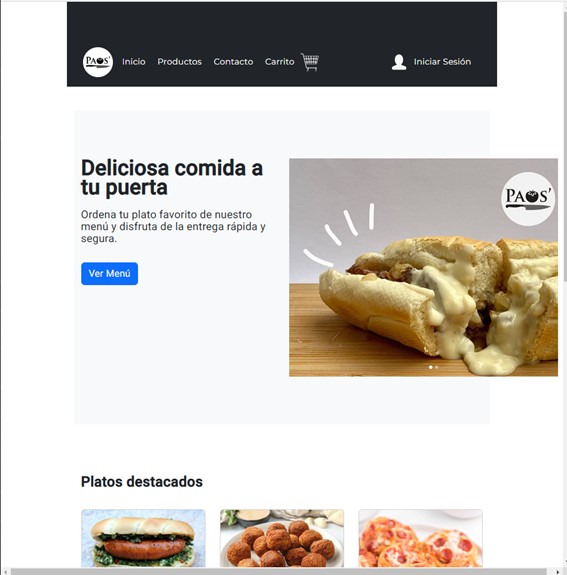 PAOS'
Inicio
Productos
Contacto
Carrito
Iniciar Sesión
Deliciosa comida a
tu puerta
Ordena tu plato favorito de nuestro
menú y disfruta de la entrega rápida y
segura.
Ver Menú
PAOS'
Platos destacados